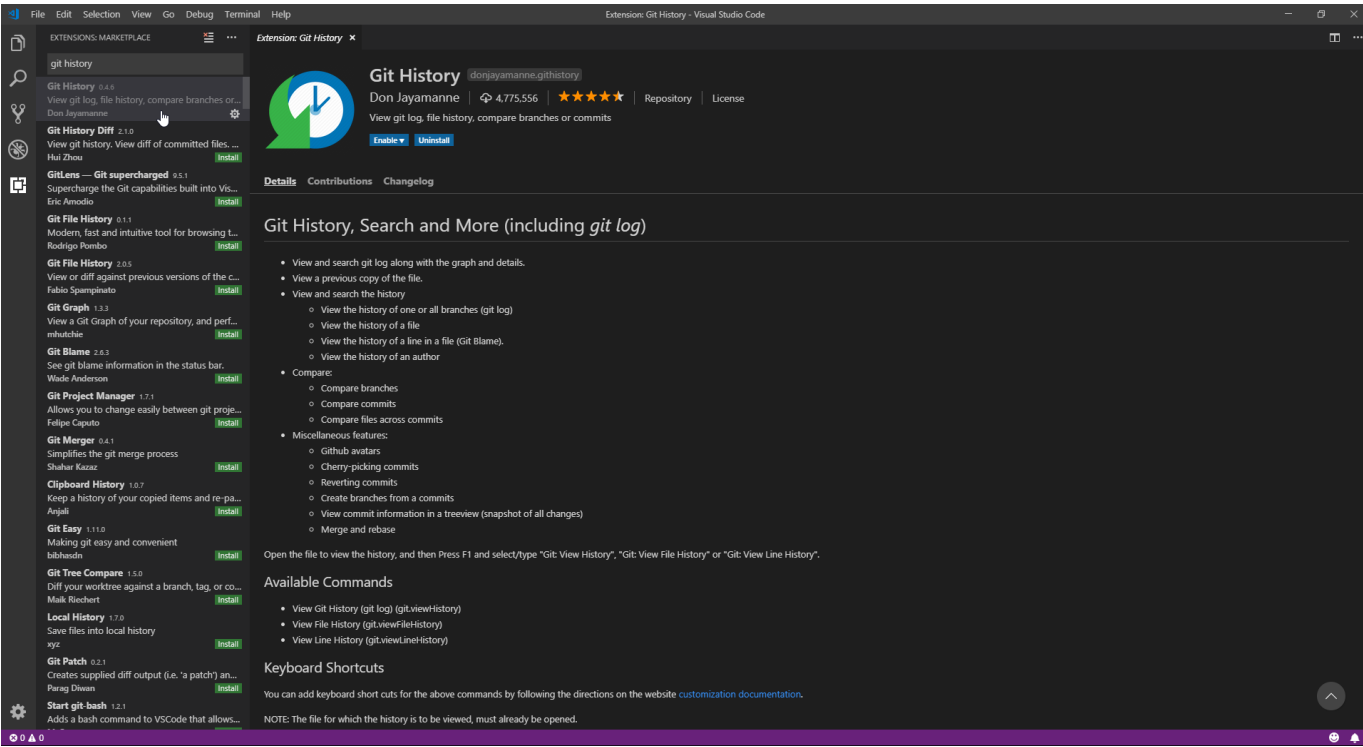 File Edit Selection View Go Debug Terminal Help
Extension: Git History - Visual Studio Code
EXTENSIONS: MARKETPLACE
git history
Git History 0.4.6
View git log, file history, compare branches or...
Don Jayamanne
Git History Diff 2.1.0
View git history. View diff of committed files. ...
Hui Zhou Install
GitLens — Git supercharged 9.5.1
Supercharge the Git capabilities built into Vis...
Eric Amodio Install
Git File History 0.1.1
Modern, fast and intuitive tool for browsing t...
Rodrigo Pombo Install
Git File History 2.0.5
View or diff against previous versions of the c...
Fabio Spampinato Install
Git Graph 1.3.3
View a Git Graph of your repository, and perf...
mhutchie Install
Git Blame 2.6.3
See git blame information in the status bar.
Wade Anderson Install
Git Project Manager 1.7.1
Allows you to change easily between git proje...
Felipe Caputo Install
Git Merger 0.4.1
Simplifies the git merge process
Shahar Kazaz Install
Clipboard History 1.0.7
Keep a history of your copied items and re-pa...
Anjali Install
Git Easy 1.11.0
Making git easy and convenient
bibhasdn Install
Git Tree Compare 1.5.0
Diff your worktree against a branch, tag, or co...
Maik Riechert Install
Local History 1.7.0
Save files into local history
xyz Install
Git Patch 0.2.1
Creates supplied diff output (i.e. 'a patch') an...
Parag Diwan Install
Start git-bash 1.2.1
Adds a bash command to VSCode that allows...
Extension: Git History
Git History donjayamanne.githistory
Don Jayamanne 4,775,556 Repository License
View git log, file history, compare branches or commits
Enable Uninstall
Details Contributions Changelog
Git History, Search and More (including git log)
View and search git log along with the graph and details.
View a previous copy of the file.
View and search the history
View the history of one or all branches (git log)
View the history of a file
View the history of a line in a file (Git Blame).
View the history of an author
Compare:
Compare branches
Compare commits
Compare files across commits
Miscellaneous features:
Github avatars
Cherry-picking commits
Reverting commits
Create branches from a commits
View commit information in a treeview (snapshot of all changes)
Merge and rebase
Open the file to view the history, and then Press F1 and select/type "Git: View History", "Git: View File History" or "Git: View Line History".
Available Commands
View Git History (git log) (git.viewHistory)
View File History (git.viewFileHistory)
View Line History (git.viewLineHistory)
Keyboard Shortcuts
You can add keyboard short cuts for the above commands by following the directions on the website customization documentation.
NOTE: The file for which the history is to be viewed, must already be opened.
0 0